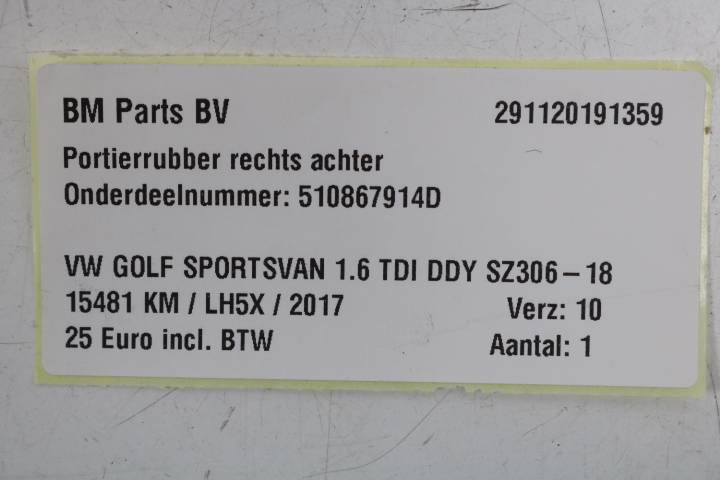 BM Parts BV 291120191359
Portierrubber rechts achter
Onderdeelnummer: 510867914D
VW GOLF SPORTSVAN 1.6 TDI DDY SZ306-18
15481 KM / LH5X / 2017 Verz: 10
25 Euro incl. BTW Aantal: 1